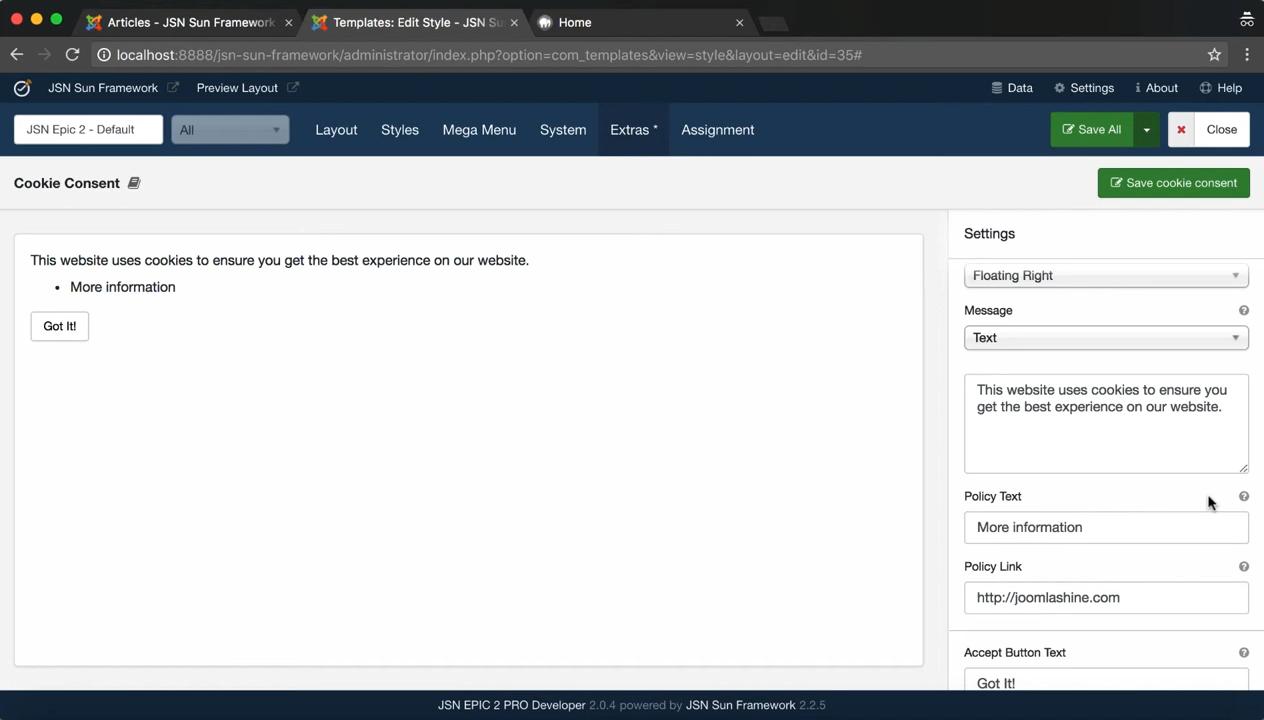 Articles - JSN Sun Framework
Templates: Edit Style - JSN Su
Home
localhost:8888/jsn-sun-framework/administrator/index.php?option=com_templates&view=style&layout=edit&id=35#
JSN Sun Framework
Preview Layout
Data
Settings
About
Help
JSN Epic 2 - Default
All
Layout
Styles
Mega Menu
System
Extras *
Assignment
Save All
Close
Cookie Consent
Save cookie consent
This website uses cookies to ensure you get the best experience on our website.
• More information
Got It!
Settings
Floating Right
Message
Text
This website uses cookies to ensure you
get the best experience on our website.
Policy Text
More information
Policy Link
http://joomlashine.com
Accept Button Text
Got It!
JSN EPIC 2 PRO Developer 2.0.4 powered by JSN Sun Framework 2.2.5